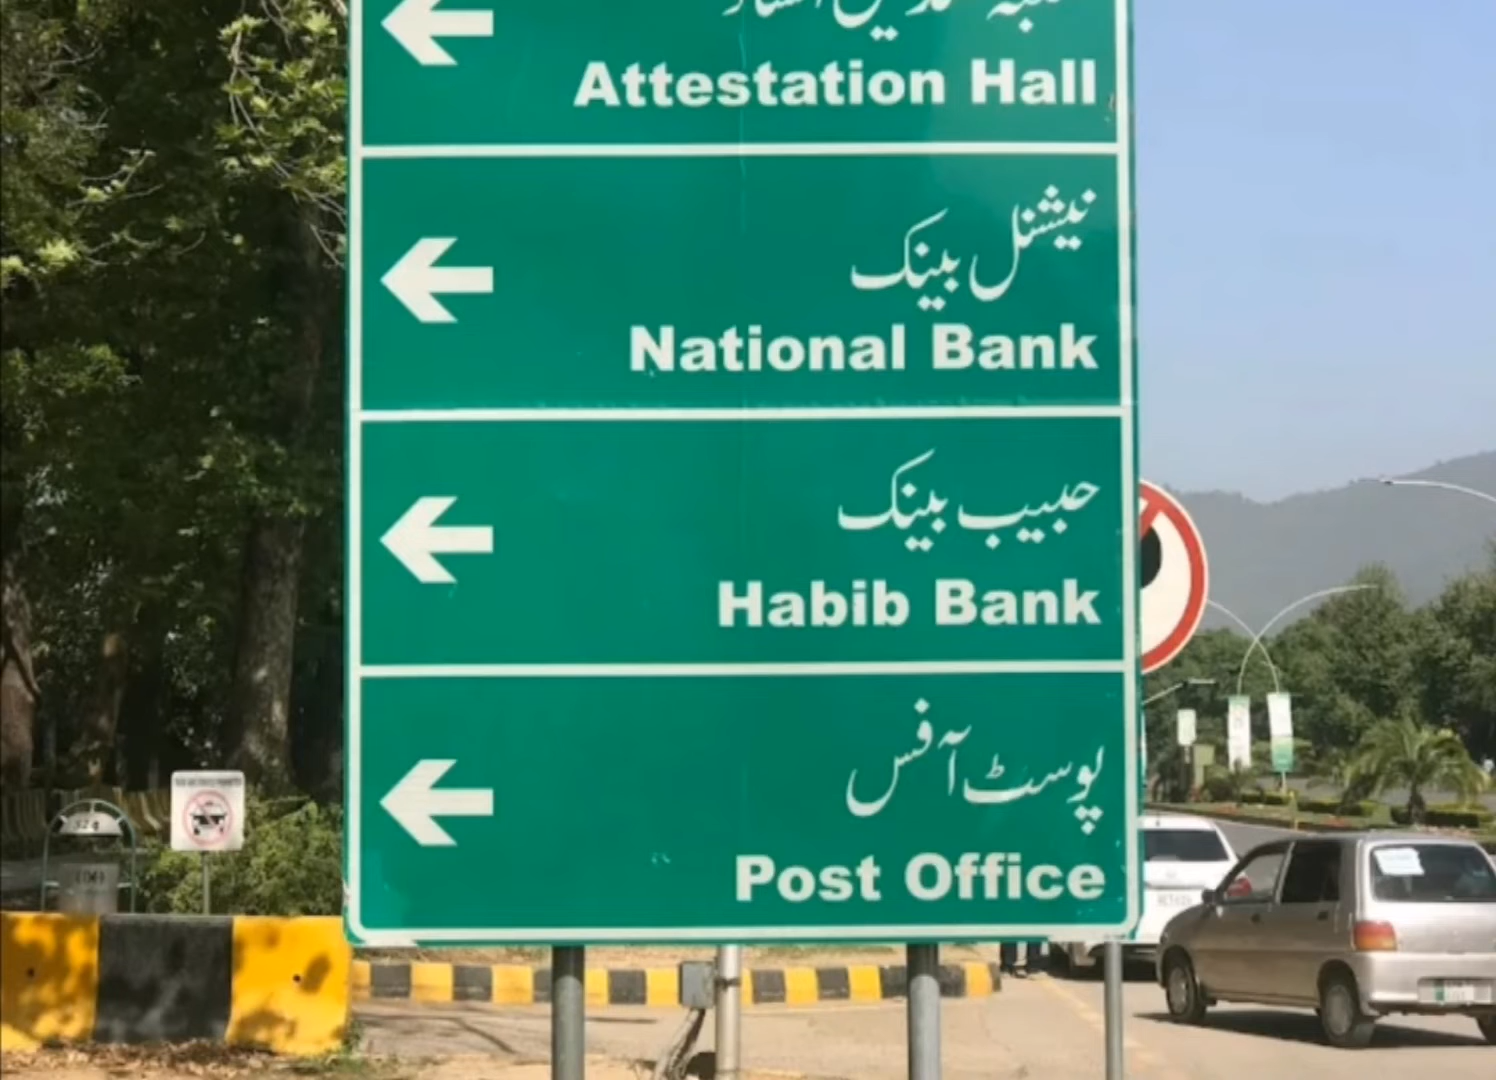 Attestation Hall
نیشنل بینک
National Bank
حبیب بینک
Habib Bank
پوسٹ آفس
Post Office